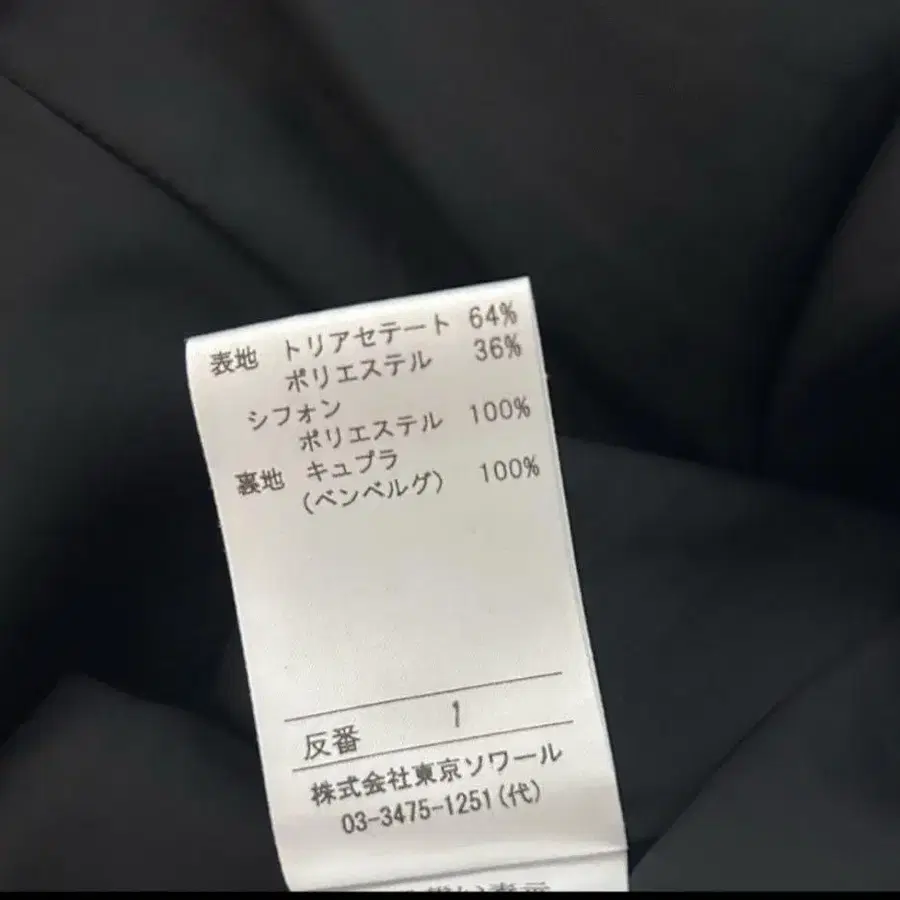 表地 トリアセテート 64%
ポリエステル 36%
シフォン
ポリエステル 100%
裏地 キュプラ
(ベンベルグ) 100%
反番 1
株式会社東京ソワール
03-3475-1251(代)